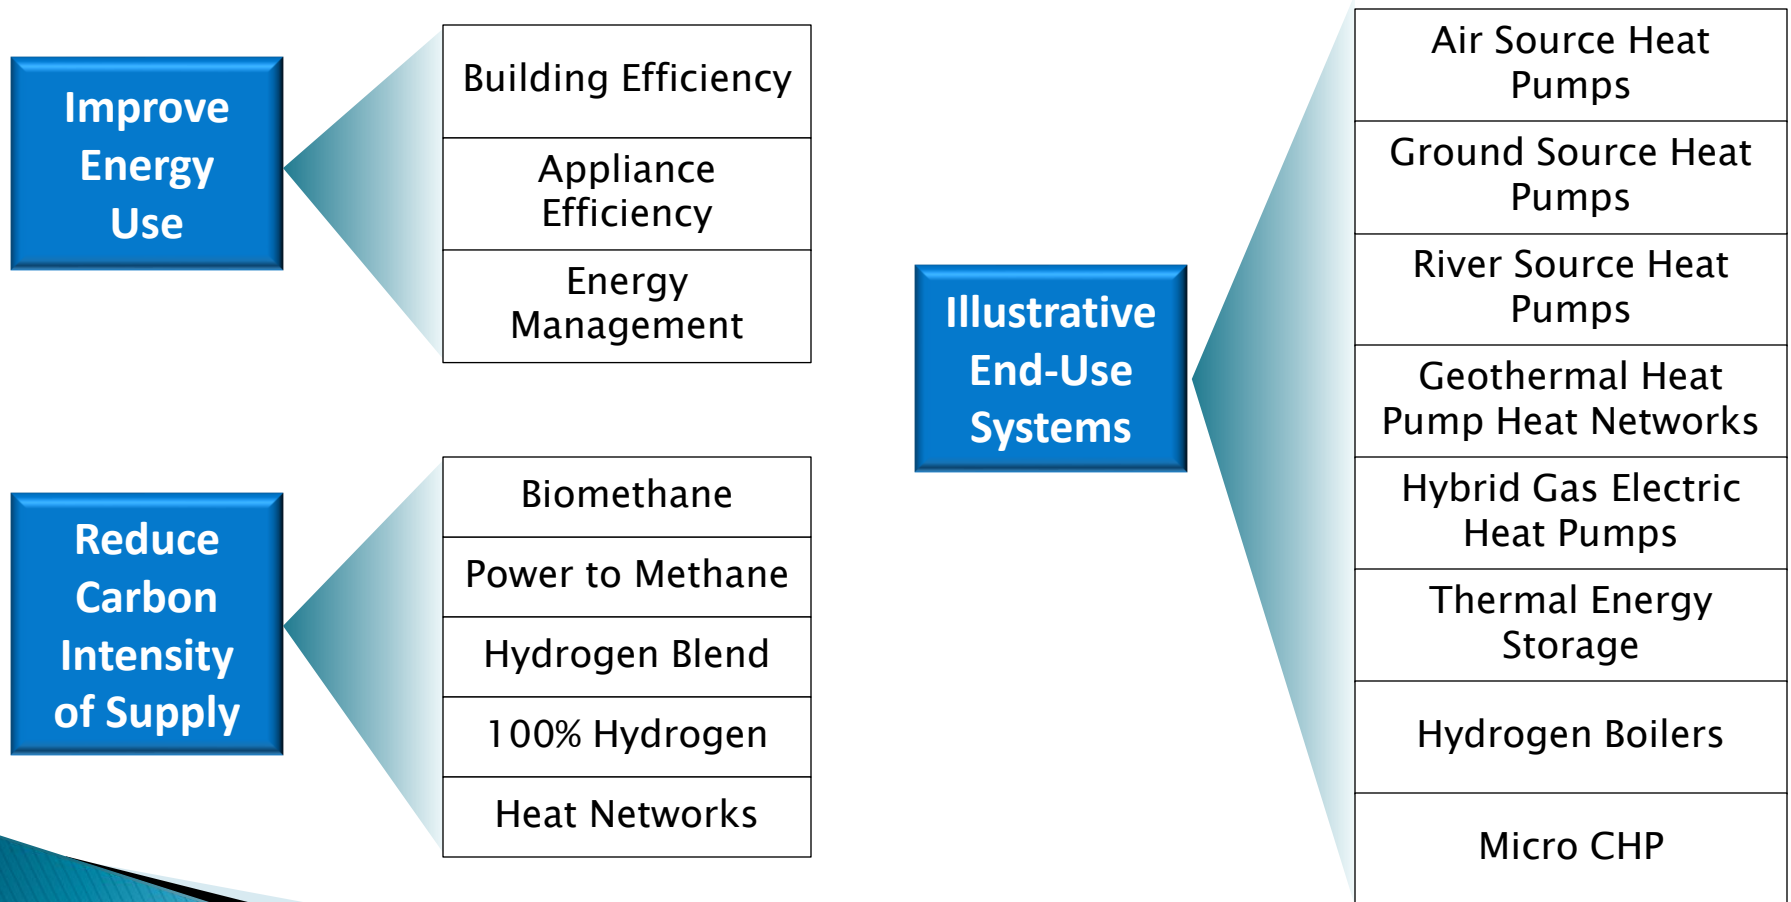 Improve
Energy
Use
Building Efficiency
Appliance
Efficiency
Energy
Management
Reduce
Carbon
Intensity
of Supply
Biomethane
Power to Methane
Hydrogen Blend
100% Hydrogen
Heat Networks
Illustrative
End-Use
Systems
Air Source Heat
Pumps
Ground Source Heat
Pumps
River Source Heat
Pumps
Geothermal Heat
Pump Heat Networks
Hybrid Gas Electric
Heat Pumps
Thermal Energy
Storage
Hydrogen Boilers
Micro CHP